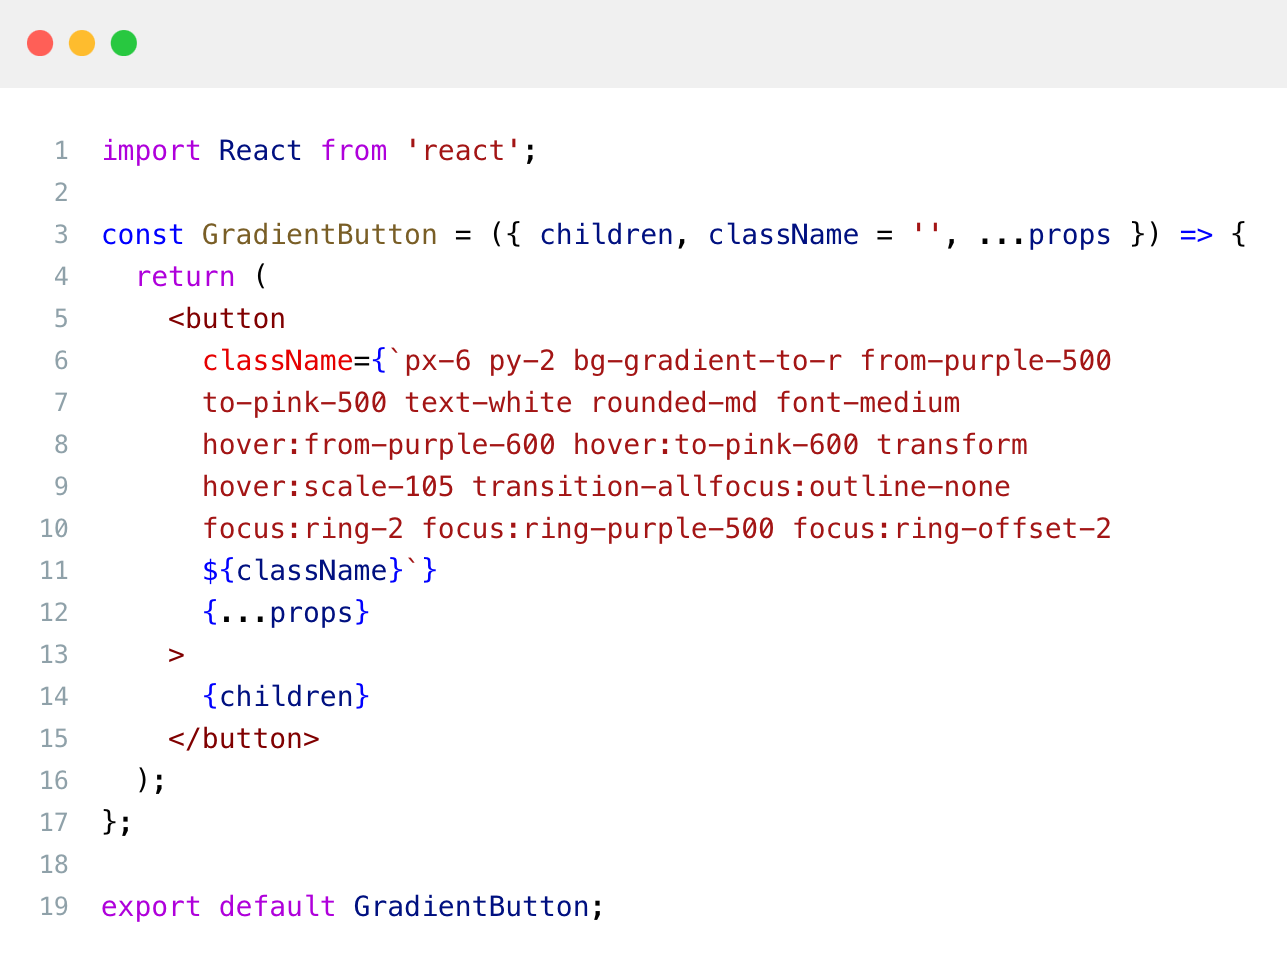 1 import React from 'react';
2
3 const GradientButton = ({ children, className = '', ...props }) => {
4   return (
5     <button
6       className={`px-6 py-2 bg-gradient-to-r from-purple-500
7       to-pink-500 text-white rounded-md font-medium
8       hover:from-purple-600 hover:to-pink-600 transform
9       hover:scale-105 transition-allfocus:outline-none
10       focus:ring-2 focus:ring-purple-500 focus:ring-offset-2
11       ${className}`}
12       {...props}
13     >
14       {children}
15     </button>
16   );
17 };
18
19 export default GradientButton;